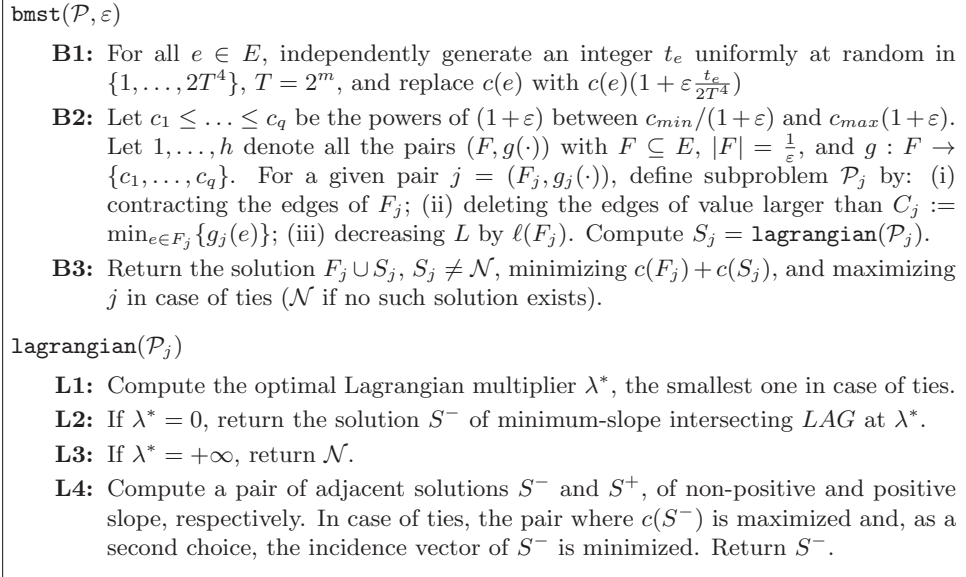 bmst(𝒫, ε)
B1: For all e ∈ E, independently generate an integer t_e uniformly at random in
{1, . . . , 2T^4}, T = 2^m, and replace c(e) with c(e)(1 + ε t_e/2T^4)
B2: Let c_1 ≤ . . . ≤ c_q be the powers of (1+ε) between c_min/(1+ε) and c_max(1+ε).
Let 1, . . . , h denote all the pairs (F, g(·)) with F ⊆ E, |F| = 1/ε, and g : F →
{c_1, . . . , c_q}. For a given pair j = (F_j, g_j(·)), define subproblem 𝒫_j by: (i)
contracting the edges of F_j; (ii) deleting the edges of value larger than C_j :=
min_{e∈F_j}{g_j(e)}; (iii) decreasing L by ℓ(F_j). Compute S_j = lagrangian(𝒫_j).
B3: Return the solution F_j ∪ S_j, S_j ≠ 𝒩, minimizing c(F_j) + c(S_j), and maximizing
j in case of ties (𝒩 if no such solution exists).
lagrangian(𝒫_j)
L1: Compute the optimal Lagrangian multiplier λ*, the smallest one in case of ties.
L2: If λ* = 0, return the solution S^− of minimum-slope intersecting LAG at λ*.
L3: If λ* = +∞, return 𝒩.
L4: Compute a pair of adjacent solutions S^− and S^+, of non-positive and positive
slope, respectively. In case of ties, the pair where c(S^−) is maximized and, as a
second choice, the incidence vector of S^− is minimized. Return S^−.